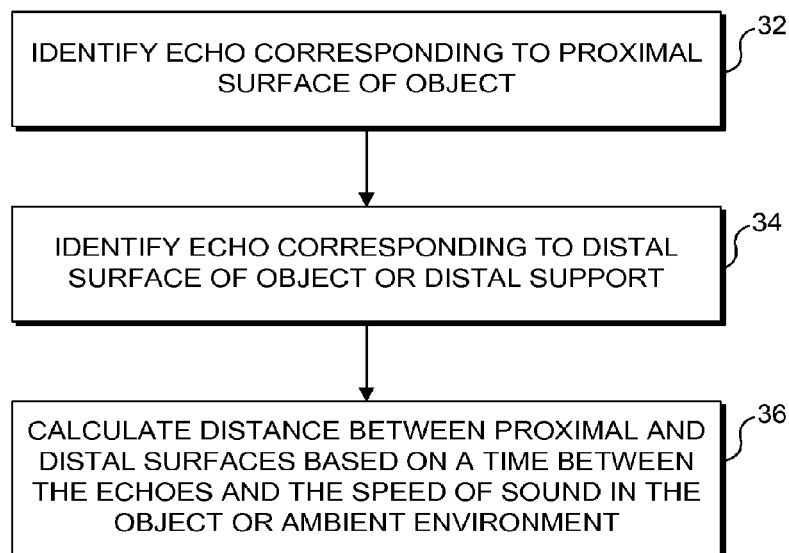 IDENTIFY ECHO CORRESPONDING TO PROXIMAL
SURFACE OF OBJECT
32
IDENTIFY ECHO CORRESPONDING TO DISTAL
SURFACE OF OBJECT OR DISTAL SUPPORT
34
CALCULATE DISTANCE BETWEEN PROXIMAL AND
DISTAL SURFACES BASED ON A TIME BETWEEN
THE ECHOES AND THE SPEED OF SOUND IN THE
OBJECT OR AMBIENT ENVIRONMENT
36